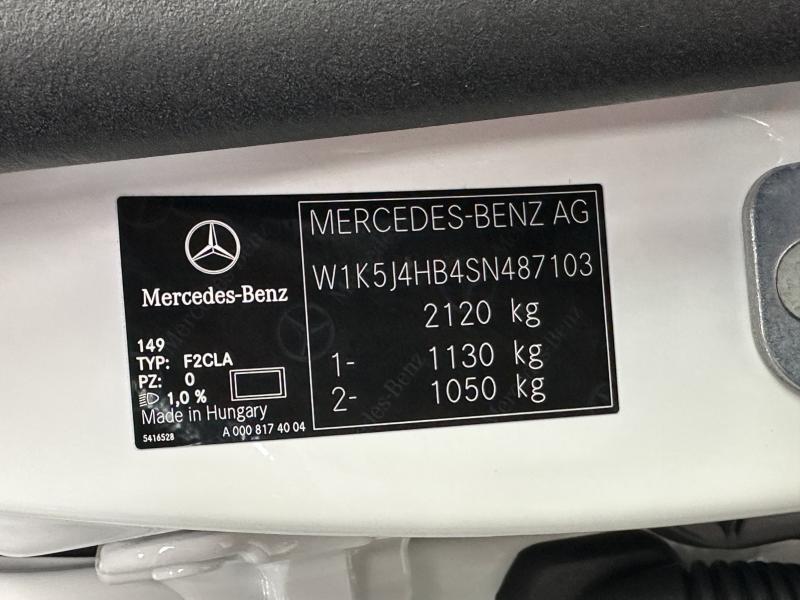 Mercedes-Benz
149
TYP: F2CLA
PZ: 0
1,0 %
Made in Hungary
5416528 A 000 817 40 04
MERCEDES-BENZ AG
W1K5J4HB4SN487103
2120 kg
1- 1130 kg
2- 1050 kg